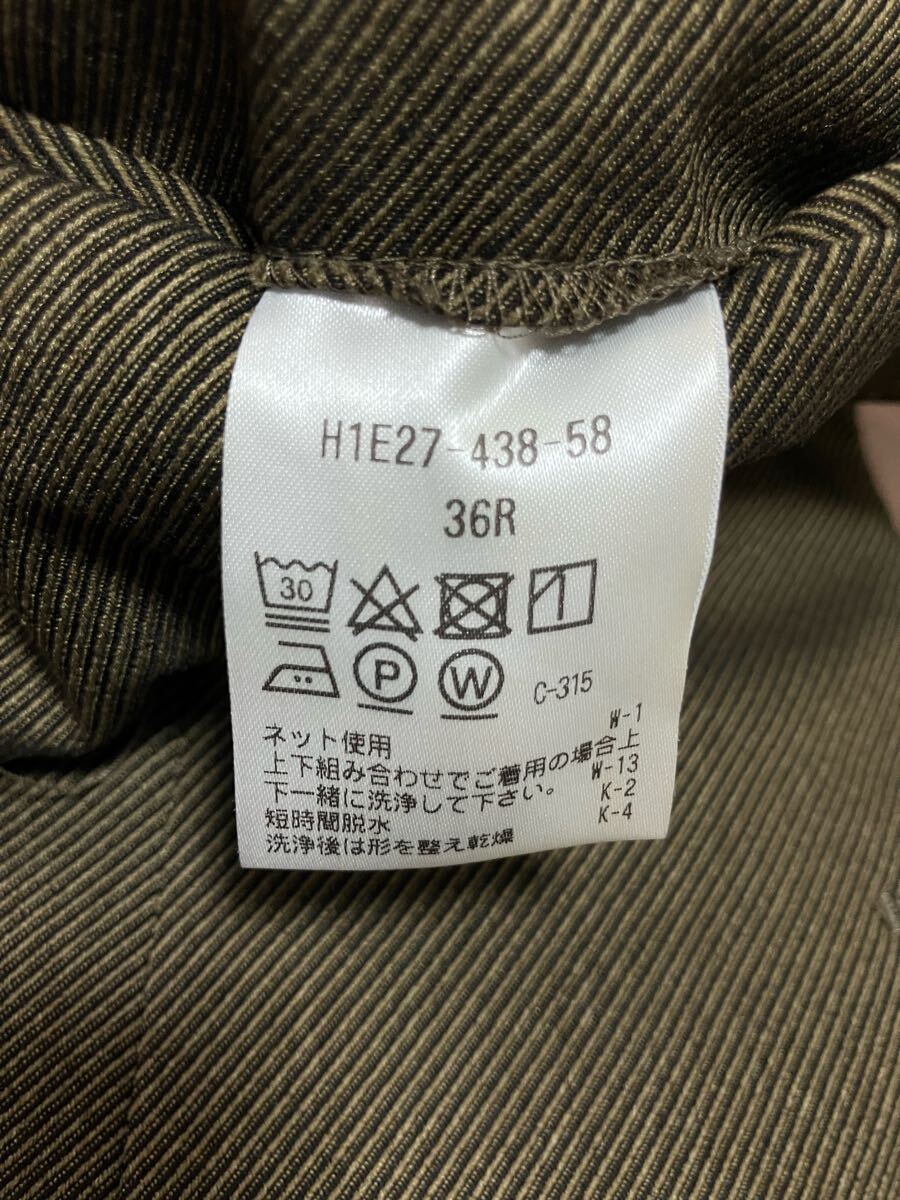 H1E27-438-58
36R
30
P W C-315
W-1
ネット使用
上下組み合わせでご着用の場合上 W-13
下一緒に洗浄して下さい。 K-2
短時間脱水 K-4
洗浄後は形を整え乾燥